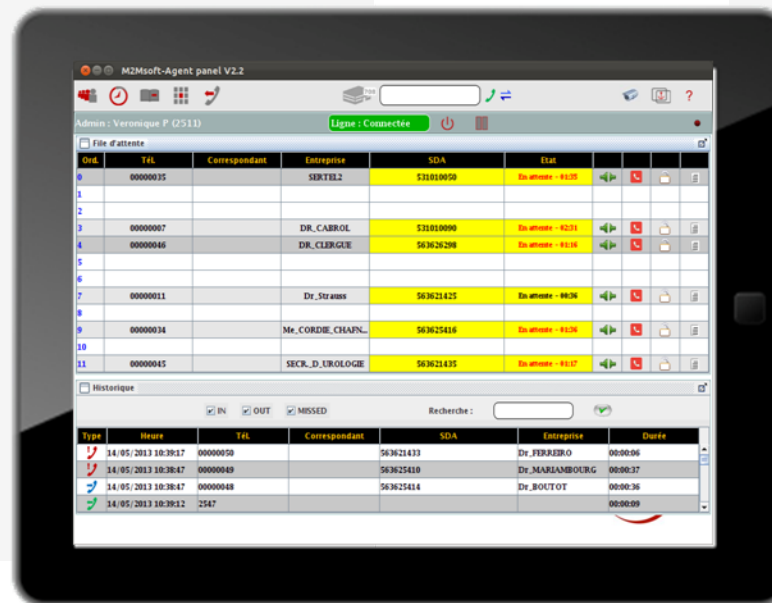 M2Msoft-Agent panel V2.2
Admin : Veronique P (2511) Ligne : Connectée
File d'attente
Ord. Tél. Correspondant Entreprise SDA Etat
0 00000035 SERTEL2 531010050 En attente - 01:35
1
2
3 00000007 DR_CABROL 531010090 En attente - 02:31
4 00000046 DR_CLERGUE 563626298 En attente - 01:16
5
6
7 00000011 Dr_Strauss 563621425 En attente - 00:36
8
9 00000034 Me_CORDIE_CHAFN... 563625416 En attente - 01:26
10
11 00000045 SECR_D_UROLOGIE 563621435 En attente - 01:17
Historique
IN OUT MISSED Recherche :
Type Heure Tél. Correspondant SDA Entreprise Durée
14/05/2013 10:39:17 00000050 563621433 Dr_FERREIRO 00:00:06
14/05/2013 10:38:47 00000049 563625410 Dr_MARIAMBOURG 00:00:37
14/05/2013 10:38:47 00000048 563625414 Dr_BOUTOT 00:00:36
14/05/2013 10:39:12 2547 00:00:09